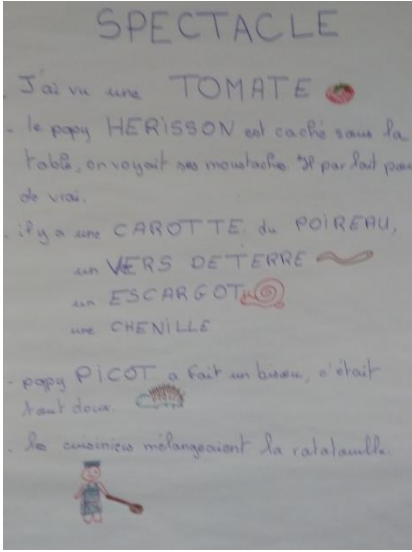 SPECTACLE
. J'ai vu une TOMATE
- le papy HERISSON est caché sous la
table, on voyait ses moustaches. Il parlait pas
de vrai.
. il y a une CAROTTE, du POIREAU,
un VERS DE TERRE
un ESCARGOT
une CHENILLE
- papy PICOT a fait un bisou, c'était
tout doux.
. les cuisiniers mélangeaient la ratatouille.